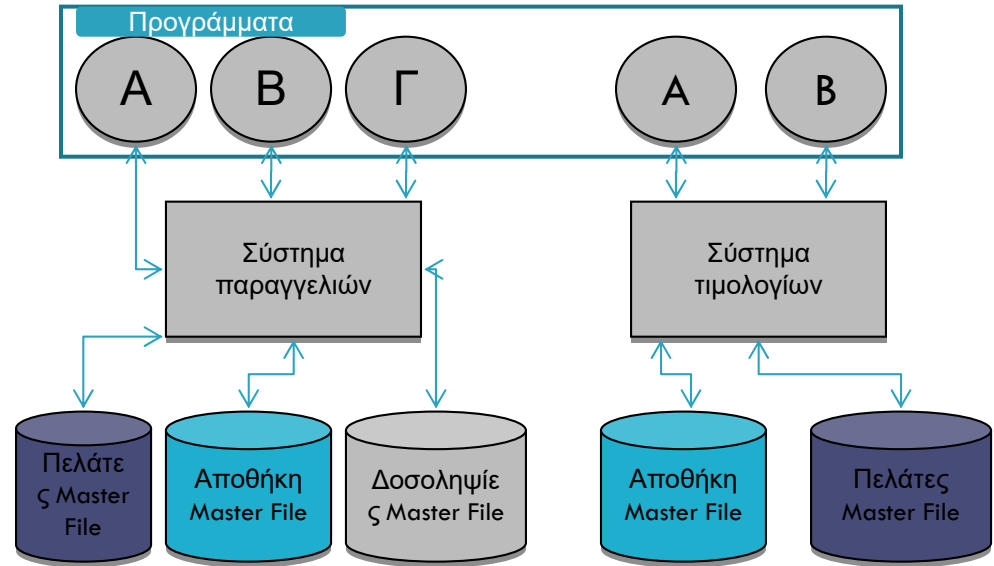 Προγράμματα
Α
Β
Γ
A
B
Σύστημα
παραγγελιών
Σύστημα
τιμολογίων
Πελάτε
ς Master
File
Αποθήκη
Master File
Δοσοληψίε
ς Master File
Αποθήκη
Master File
Πελάτες
Master File